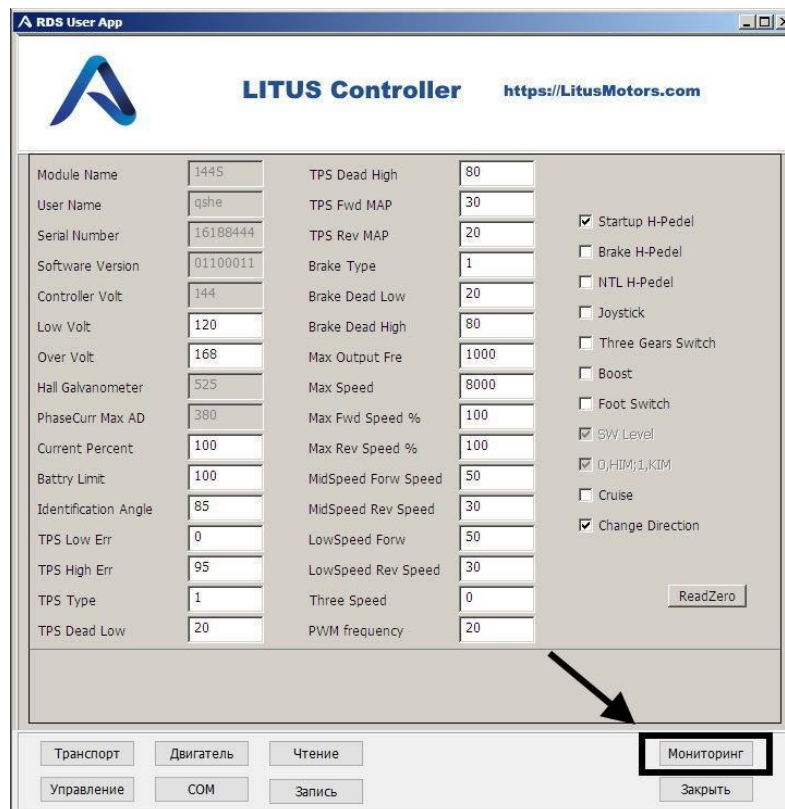 RDS User App
LITUS Controller https://LitusMotors.com
Module Name 144S TPS Dead High 80
User Name qshe TPS Fwd MAP 30
Startup H-Pedel
Serial Number 16188444 TPS Rev MAP 20
Brake H-Pedel
Software Version 01100011 Brake Type 1
NTL H-Pedel
Controller Volt 144 Brake Dead Low 20
Joystick
Low Volt 120 Brake Dead High 80
Three Gears Switch
Over Volt 168 Max Output Fre 1000
Boost
Hall Galvanometer 525 Max Speed 8000
Foot Switch
PhaseCurr Max AD 380 Max Fwd Speed % 100
SW Level
Current Percent 100 Max Rev Speed % 100
0,HIM;1,KIM
Battry Limit 100 MidSpeed Forw Speed 50
Cruise
Identification Angle 85 MidSpeed Rev Speed 30
Change Direction
TPS Low Err 0 LowSpeed Forw 50
TPS High Err 95 LowSpeed Rev Speed 30
TPS Type 1 Three Speed 0 ReadZero
TPS Dead Low 20 PWM frequency 20
Транспорт Двигатель Чтение Мониторинг
Управление COM Запись Закрыть